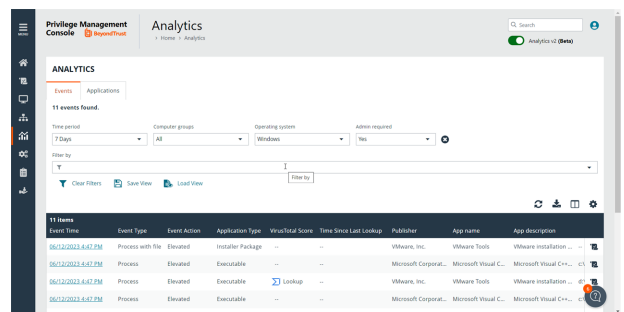 MENU
Privilege Management
Console BeyondTrust
Analytics
Home > Analytics
Search
Analytics v2 (Beta)
ANALYTICS
Events Applications
11 events found.
Time period Computer groups Operating system Admin required
7 Days All Windows Yes
Filter by
Filter by
Clear Filters Save View Load View
11 items
Event Time Event Type Event Action Application Type VirusTotal Score Time Since Last Lookup Publisher App name App description
06/12/2023 4:47 PM Process with file Elevated Installer Package -- -- VMware, Inc. VMware Tools VMware installation ... --
06/12/2023 4:47 PM Process Elevated Executable -- -- Microsoft Corporat... Microsoft Visual C... Microsoft Visual C++... c:\
06/12/2023 4:47 PM Process Elevated Executable Lookup -- VMware, Inc. VMware Tools VMware installation ... d:\
06/12/2023 4:47 PM Process Elevated Executable -- -- Microsoft Corporat... Microsoft Visual C... Microsoft Visual C++... c:\